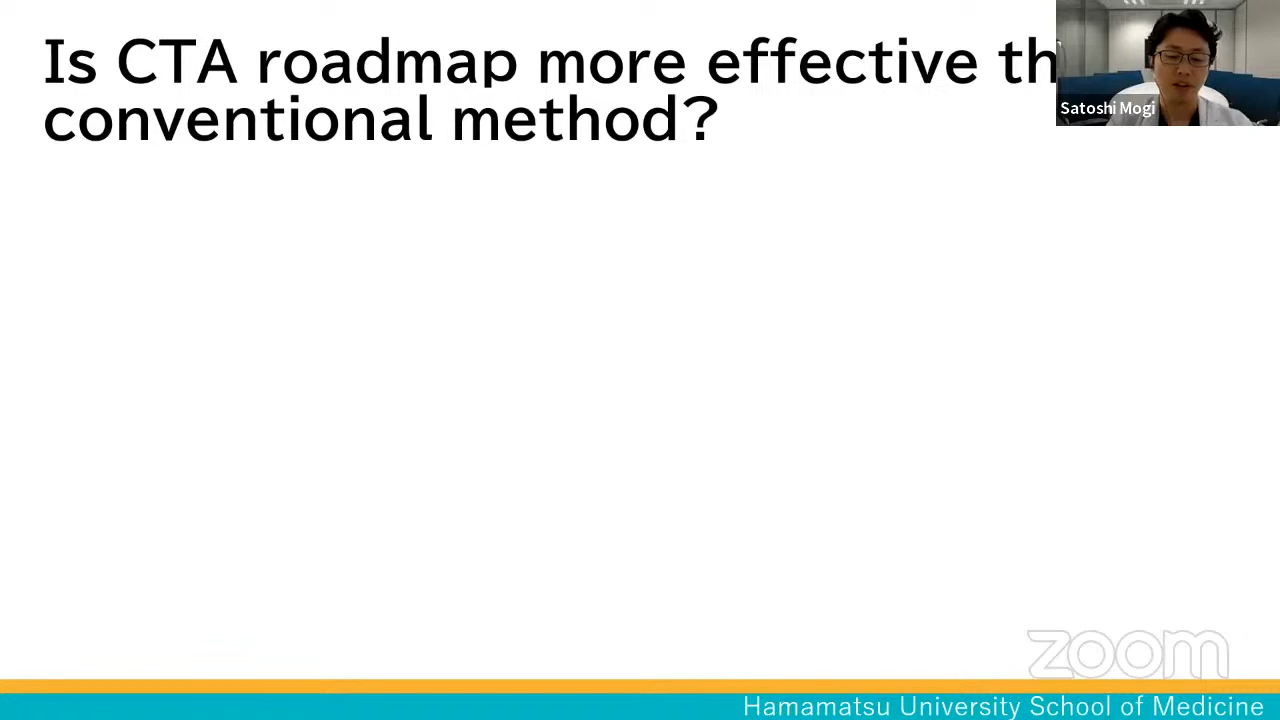 Is CTA roadmap more effective th
conventional method?
Satoshi Mogi
zoom
Hamamatsu University School of Medicine